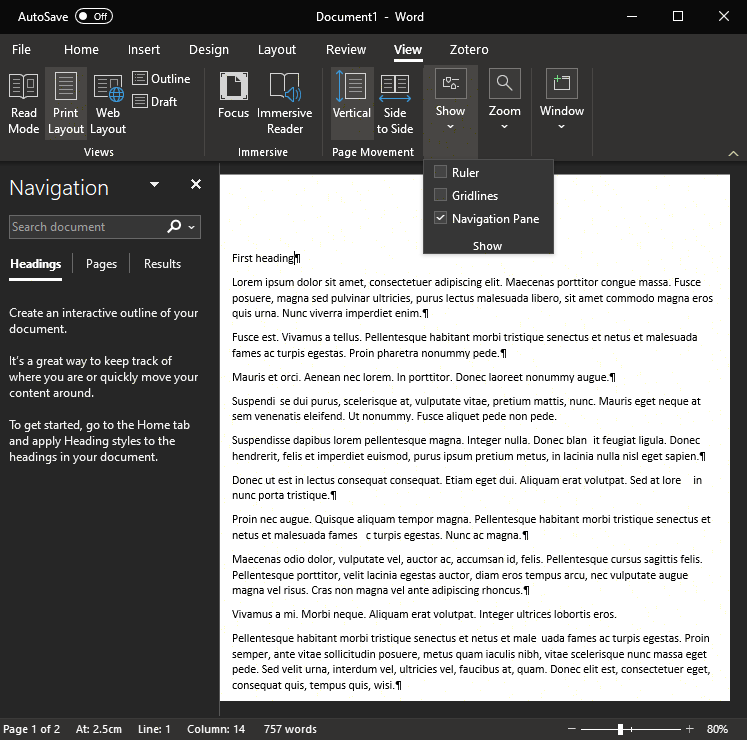 AutoSave Off Document1 - Word
File Home Insert Design Layout Review View Zotero
Read Mode
Print Layout
Web Layout
Outline
Draft
Views
Focus
Immersive Reader
Immersive
Vertical
Side to Side
Page Movement
Show
Zoom
Window
Ruler
Gridlines
Navigation Pane
Show
Navigation
Search document
Headings Pages Results
Create an interactive outline of your
document.
It's a great way to keep track of
where you are or quickly move your
content around.
To get started, go to the Home tab
and apply Heading styles to the
headings in your document.
First heading¶
Lorem ipsum dolor sit amet, consectetuer adipiscing elit. Maecenas porttitor congue massa. Fusce
posuere, magna sed pulvinar ultricies, purus lectus malesuada libero, sit amet commodo magna eros
quis urna. Nunc viverra imperdiet enim.¶
Fusce est. Vivamus a tellus. Pellentesque habitant morbi tristique senectus et netus et malesuada
fames ac turpis egestas. Proin pharetra nonummy pede.¶
Mauris et orci. Aenean nec lorem. In porttitor. Donec laoreet nonummy augue.¶
Suspendi se dui purus, scelerisque at, vulputate vitae, pretium mattis, nunc. Mauris eget neque at
sem venenatis eleifend. Ut nonummy. Fusce aliquet pede non pede.
Suspendisse dapibus lorem pellentesque magna. Integer nulla. Donec blan it feugiat ligula. Donec
hendrerit, felis et imperdiet euismod, purus ipsum pretium metus, in lacinia nulla nisl eget sapien.¶
Donec ut est in lectus consequat consequat. Etiam eget dui. Aliquam erat volutpat. Sed at lore in
nunc porta tristique.¶
Proin nec augue. Quisque aliquam tempor magna. Pellentesque habitant morbi tristique senectus et
netus et malesuada fames c turpis egestas. Nunc ac magna.¶
Maecenas odio dolor, vulputate vel, auctor ac, accumsan id, felis. Pellentesque cursus sagittis felis.
Pellentesque porttitor, velit lacinia egestas auctor, diam eros tempus arcu, nec vulputate augue
magna vel risus. Cras non magna vel ante adipiscing rhoncus.¶
Vivamus a mi. Morbi neque. Aliquam erat volutpat. Integer ultrices lobortis eros.
Pellentesque habitant morbi tristique senectus et netus et male uada fames ac turpis egestas. Proin
semper, ante vitae sollicitudin posuere, metus quam iaculis nibh, vitae scelerisque nunc massa eget
pede. Sed velit urna, interdum vel, ultricies vel, faucibus at, quam. Donec elit est, consectetuer eget,
consequat quis, tempus quis, wisi.¶
Page 1 of 2 At: 2.5cm Line: 1 Column: 14 757 words 80%